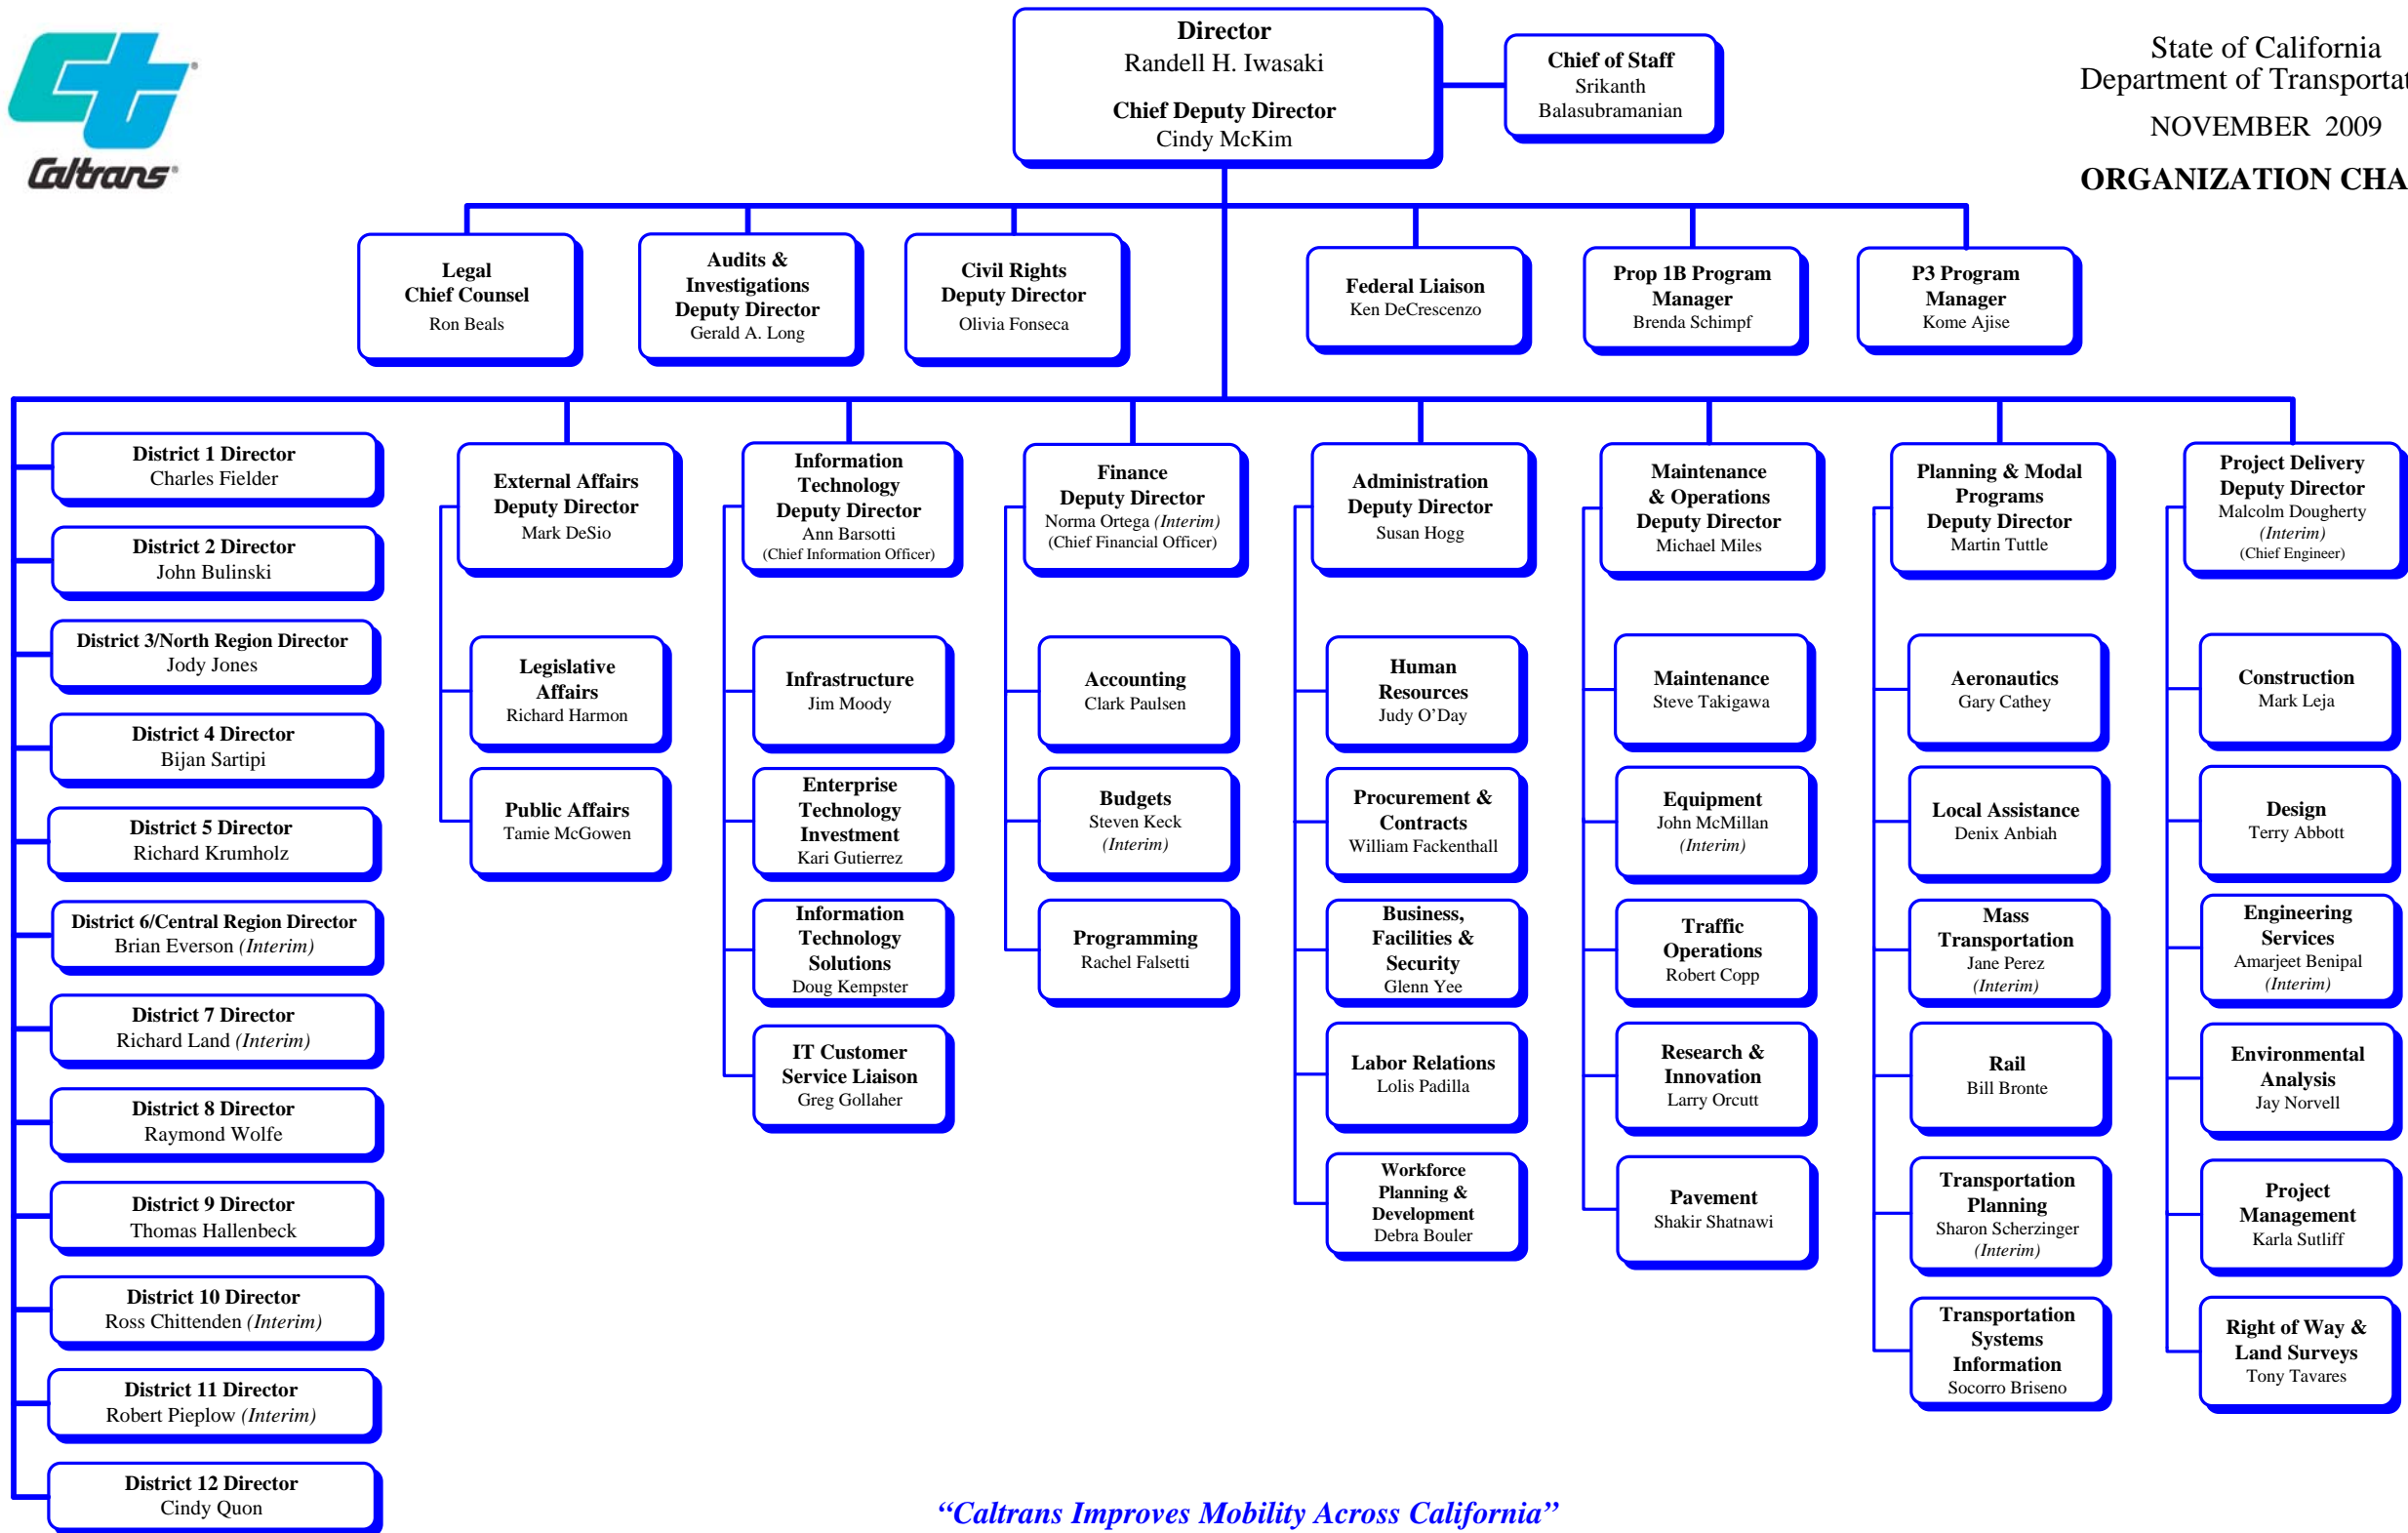 Caltrans
Director
Randell H. Iwasaki
Chief Deputy Director
Cindy McKim
Chief of Staff
Srikanth
Balasubramanian
State of California
Department of
NOVEMBER 2009
ORGANIZATION
Legal
Chief Counsel
Ron Beals
Audits &
Investigations
Deputy Director
Gerald A. Long
Civil Rights
Deputy Director
Olivia Fonseca
Federal Liaison
Ken DeCrescenzo
Prop 1B Program
Manager
Brenda Schimpf
P3 Program
Manager
Kome Ajise
District 1 Director
Charles Fielder
District 2 Director
John Bulinski
District 3/North Region Director
Jody Jones
District 4 Director
Bijan Sartipi
District 5 Director
Richard Krumholz
District 6/Central Region Director
Brian Everson (Interim)
District 7 Director
Richard Land (Interim)
District 8 Director
Raymond Wolfe
District 9 Director
Thomas Hallenbeck
District 10 Director
Ross Chittenden (Interim)
District 11 Director
Robert Pieplow (Interim)
District 12 Director
Cindy Quon
External Affairs
Deputy Director
Mark DeSio
Legislative
Affairs
Richard Harmon
Public Affairs
Tamie McGowen
Information
Technology
Deputy Director
Ann Barsotti
(Chief Information Officer)
Infrastructure
Jim Moody
Enterprise
Technology
Investment
Kari Gutierrez
Information
Technology
Solutions
Doug Kempster
IT Customer
Service Liaison
Greg Gollaher
Finance
Deputy Director
Norma Ortega (Interim)
(Chief Financial Officer)
Accounting
Clark Paulsen
Budgets
Steven Keck
(Interim)
Programming
Rachel Falsetti
Administration
Deputy Director
Susan Hogg
Human
Resources
Judy O’Day
Procurement &
Contracts
William Fackenthall
Business,
Facilities &
Security
Glenn Yee
Labor Relations
Lolis Padilla
Workforce
Planning &
Development
Debra Bouler
Maintenance
& Operations
Deputy Director
Michael Miles
Maintenance
Steve Takigawa
Equipment
John McMillan
(Interim)
Traffic
Operations
Robert Copp
Research &
Innovation
Larry Orcutt
Pavement
Shakir Shatnawi
Planning & Modal
Programs
Deputy Director
Martin Tuttle
Aeronautics
Gary Cathey
Local Assistance
Denix Anbiah
Mass
Transportation
Jane Perez
(Interim)
Rail
Bill Bronte
Transportation
Planning
Sharon Scherzinger
(Interim)
Transportation
Systems
Information
Socorro Briseno
Project Delivery
Deputy Director
Malcolm Dougherty
(Interim)
(Chief Engineer)
Construction
Mark Leja
Design
Terry Abbott
Engineering
Services
Amarjeet Benipal
(Interim)
Environmental
Analysis
Jay Norvell
Project
Management
Karla Sutliff
Right of Way &
Land Surveys
Tony Tavares
“Caltrans Improves Mobility Across California”